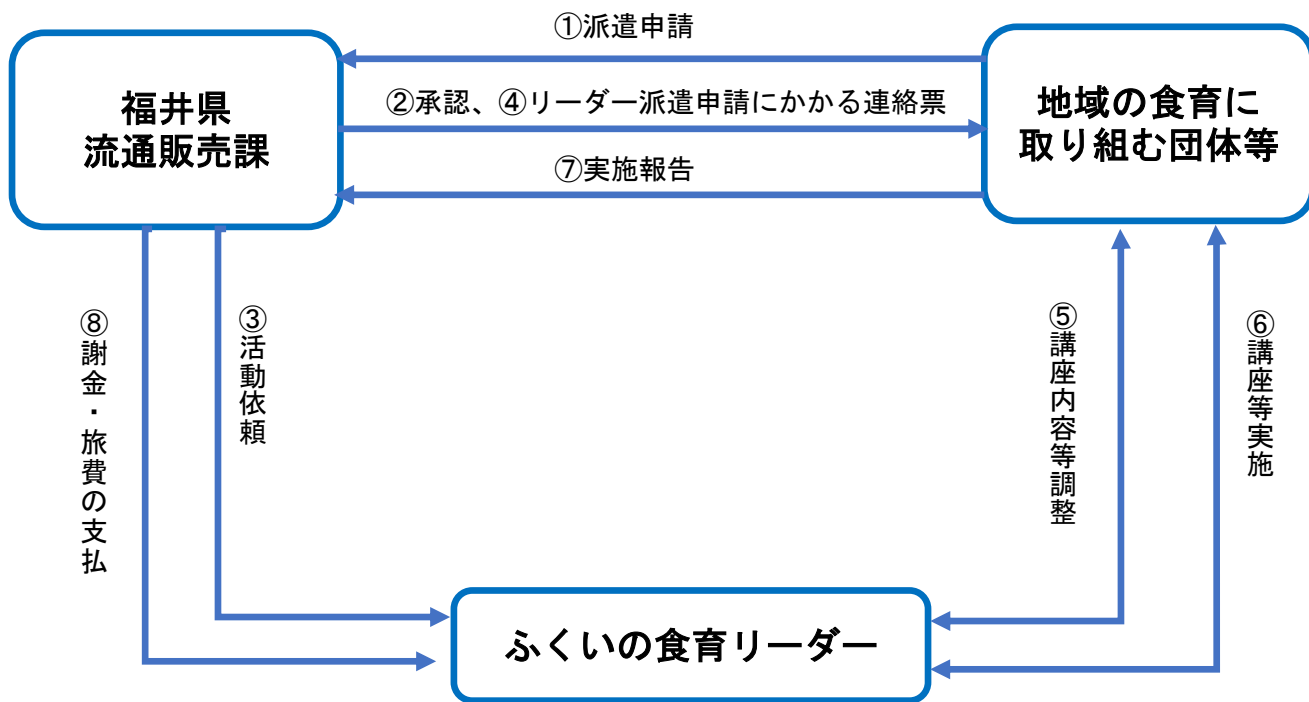 ①派遣申請
福井県
流通販売課
②承認、④リーダー派遣申請にかかる連絡票
地域の食育に
取り組む団体等
⑦実施報告
⑧謝金・旅費の支払
③活動依頼
⑤講座内容等調整
⑥講座等実施
ふくいの食育リーダー